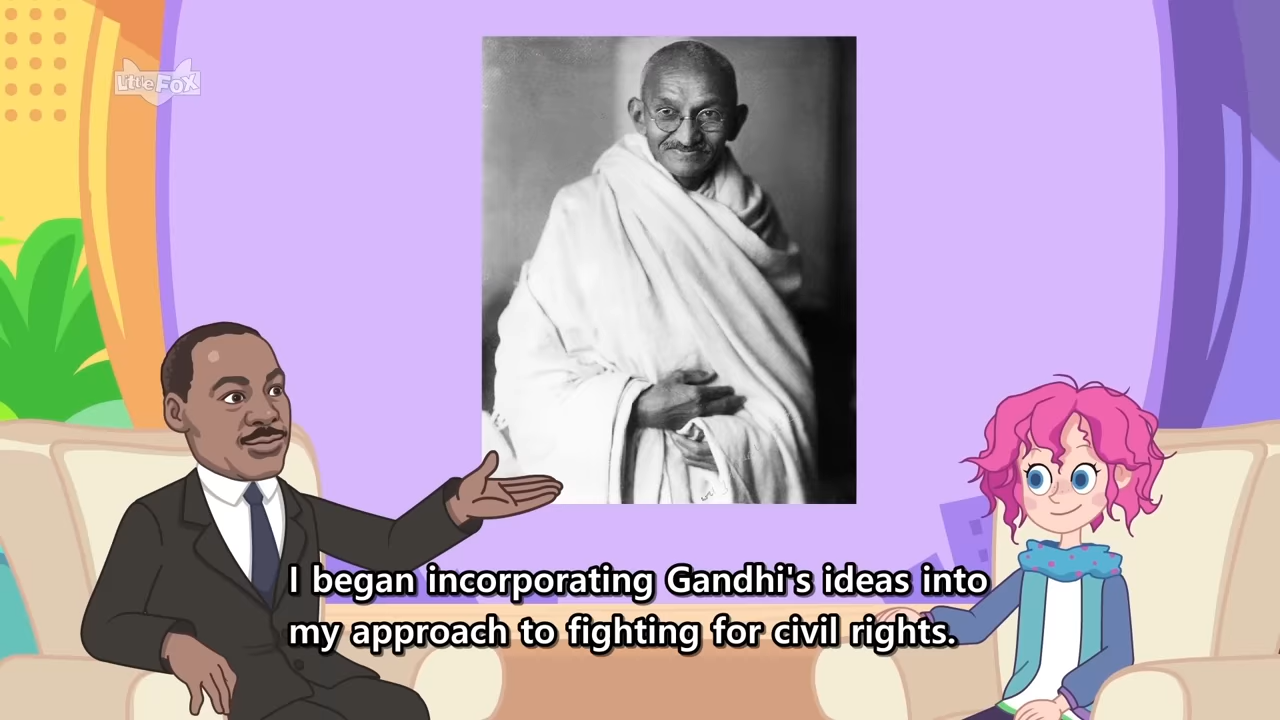 Little Fox
I began incorporating Gandhi's ideas into
my approach to fighting for civil rights.